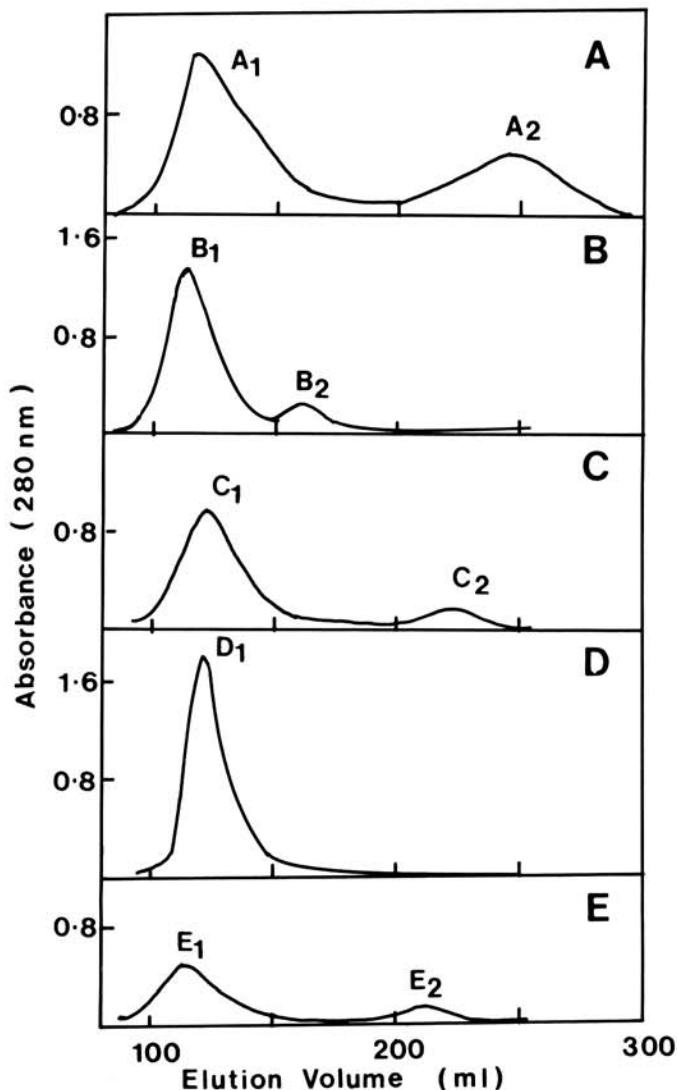 A
A1
A2
0·8
B
1·6
B1
0·8
B2
C
C1
0·8
C2
D
D1
1·6
0·8
E
0·8
E1
E2
Absorbance (280 nm)
100 200 300
Elution Volume (ml)